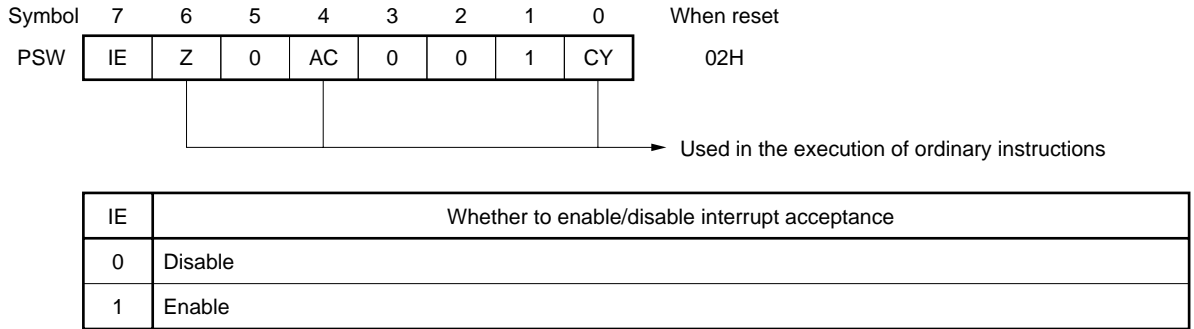 Symbol 7 6 5 4 3 2 1 0 When reset
PSW IE Z 0 AC 0 0 1 CY 02H
Used in the execution of ordinary instructions
IE Whether to enable/disable interrupt acceptance
0 Disable
1 Enable